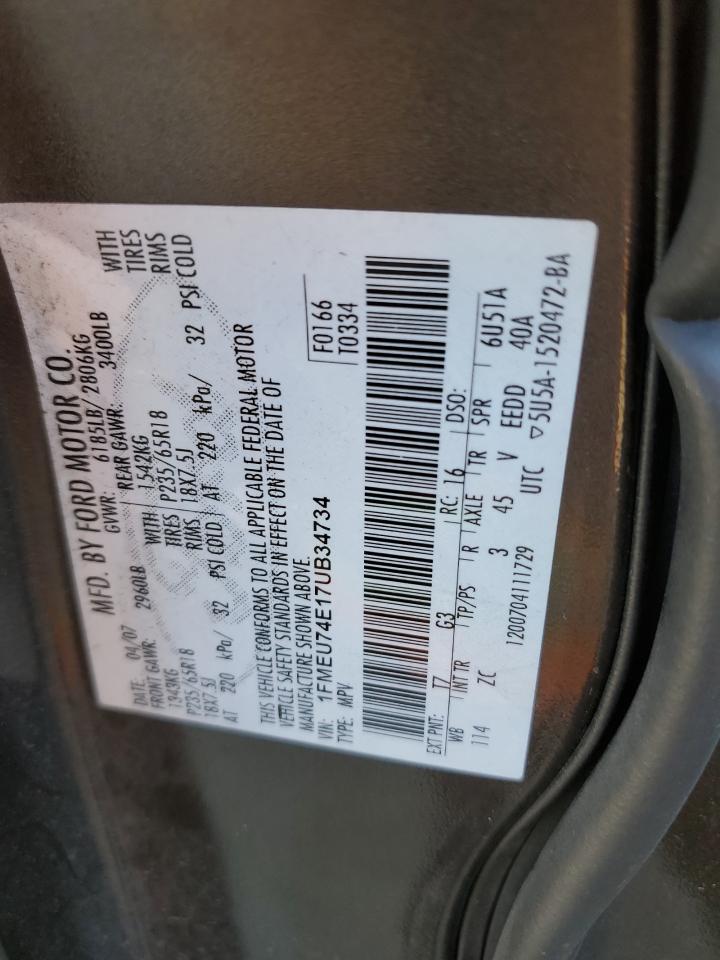 MFD. BY FORD MOTOR CO.
DATE: 04/07 GVWR: 6185LB/ 2806KG
FRONT GAWR: 2960LB REAR GAWR: 3400LB
1343KG WITH 1542KG WITH
P235/65R18 TIRES P235/65R18 TIRES
18X7.5J RIMS 18X7.5J RIMS
AT 220 kPa/ 32 PSI COLD AT 220 kPa/ 32 PSI COLD
THIS VEHICLE CONFORMS TO ALL APPLICABLE FEDERAL MOTOR
VEHICLE SAFETY STANDARDS IN EFFECT ON THE DATE OF
MANUFACTURE SHOWN ABOVE.
VIN: 1FMEU74E17UB34734 F0166
TYPE: MPV T0334
EXT PNT: T7 G3 RC: 16 DSO:
WB INT TR TP/PS R AXLE TR SPR 6U51A
114 ZC 3 45 V EEDD 40A
1200704111729 UTC ▽5U5A-1520472-BA